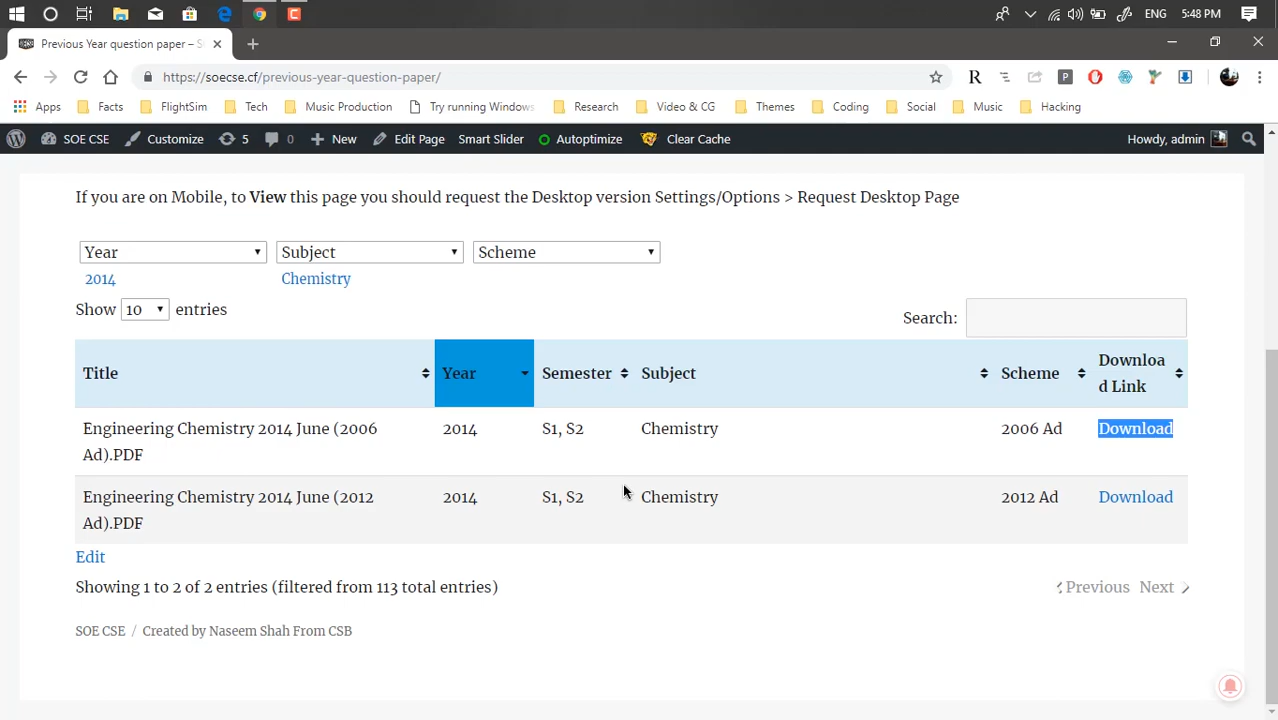 ENG 5:48 PM
Previous Year question paper – S
https://soecse.cf/previous-year-question-paper/
Apps Facts FlightSim Tech Music Production Try running Windows Research Video & CG Themes Coding Social Music Hacking
SOE CSE Customize 5 0 New Edit Page Smart Slider Autoptimize Clear Cache Howdy, admin
If you are on Mobile, to View this page you should request the Desktop version Settings/Options > Request Desktop Page
Year Subject Scheme
2014 Chemistry
Show 10 entries
Search:
Title Year Semester Subject Scheme Downloa
d Link
Engineering Chemistry 2014 June (2006 2014 S1, S2 Chemistry 2006 Ad Download
Ad).PDF
Engineering Chemistry 2014 June (2012 2014 S1, S2 Chemistry 2012 Ad Download
Ad).PDF
Edit
Showing 1 to 2 of 2 entries (filtered from 113 total entries) Previous Next
SOE CSE / Created by Naseem Shah From CSB